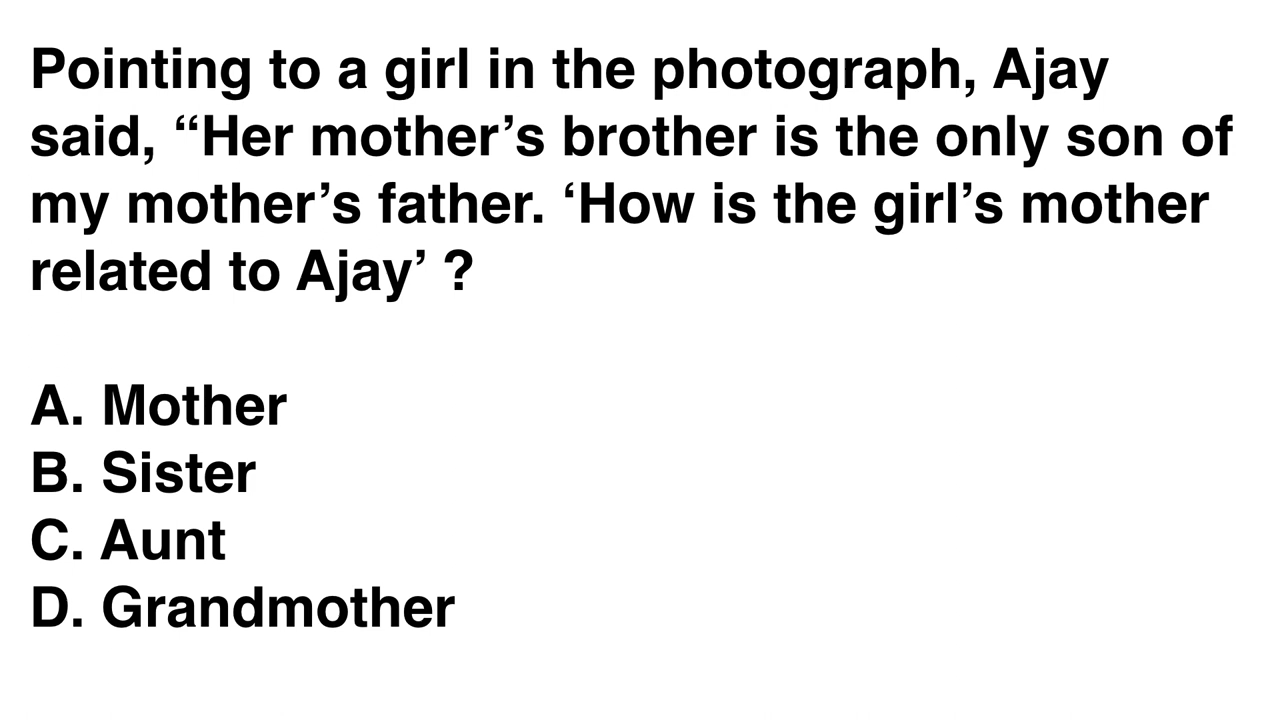 Pointing to a girl in the photograph, Ajay
said, “Her mother’s brother is the only son of
my mother’s father. ‘How is the girl’s mother
related to Ajay’ ?
A. Mother
B. Sister
C. Aunt
D. Grandmother